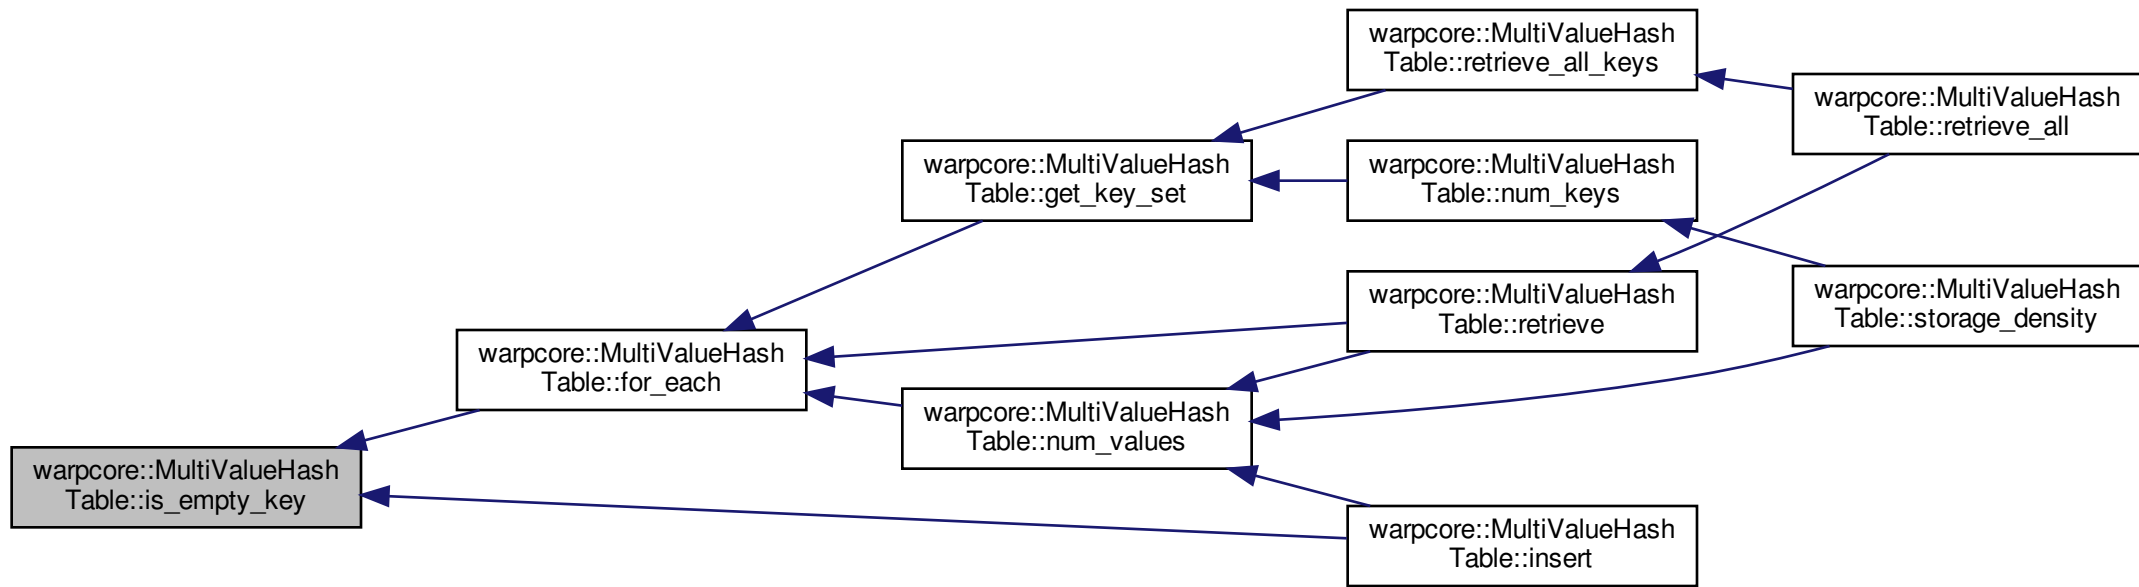 warpcore::MultiValueHash
Table::is_empty_key
warpcore::MultiValueHash
Table::for_each
warpcore::MultiValueHash
Table::get_key_set
warpcore::MultiValueHash
Table::num_values
warpcore::MultiValueHash
Table::retrieve_all_keys
warpcore::MultiValueHash
Table::num_keys
warpcore::MultiValueHash
Table::retrieve
warpcore::MultiValueHash
Table::insert
warpcore::MultiValueHash
Table::retrieve_all
warpcore::MultiValueHash
Table::storage_density